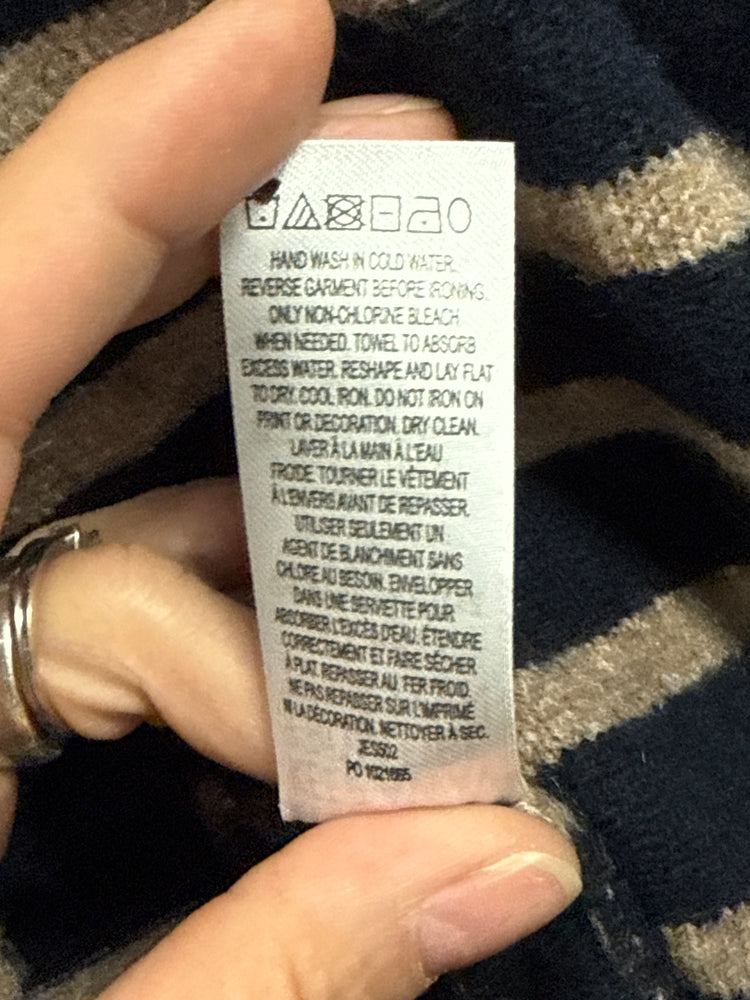 HAND WASH IN COLD WATER.
REVERSE GARMENT BEFORE IRONING.
ONLY NON-CHLORINE BLEACH
WHEN NEEDED. TOWEL TO ABSORB
EXCESS WATER. RESHAPE AND LAY FLAT
TO DRY. COOL IRON. DO NOT IRON ON
PRINT OR DECORATION. DRY CLEAN.
LAVER À LA MAIN À L'EAU
FROIDE. TOURNER LE VÊTEMENT
À L'ENVERS AVANT DE REPASSER.
UTILISER SEULEMENT UN
AGENT DE BLANCHIMENT SANS
CHLORE AU BESOIN. ENVELOPPER
DANS UNE SERVIETTE POUR
ABSORBER L'EXCÈS D'EAU. ÉTENDRE
CORRECTEMENT ET FAIRE SÉCHER
À PLAT. REPASSER AU FER FROID.
NE PAS REPASSER SUR L'IMPRIMÉ
NI LA DÉCORATION. NETTOYER À SEC.
JESS02
PO